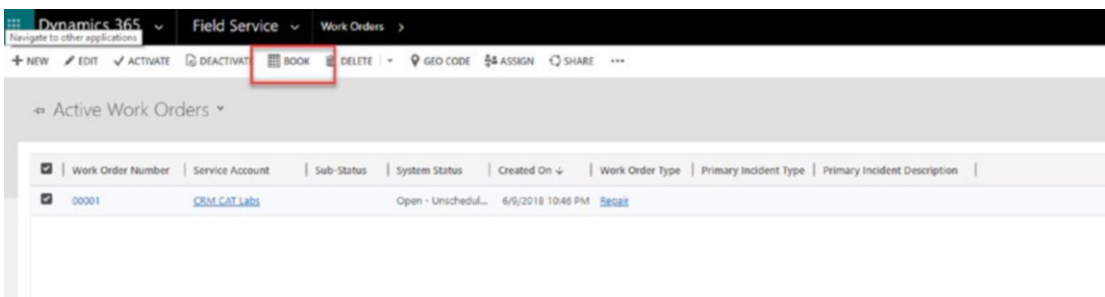 Dynamics 365 Field Service Work Orders >
Navigate to other applications
+ NEW EDIT ACTIVATE DEACTIVAT BOOK DELETE GEO CODE ASSIGN SHARE ...
Active Work Orders
Work Order Number Service Account Sub-Status System Status Created On ↓ Work Order Type Primary Incident Type Primary Incident Description
00001 CRM CAT Labs Open - Unschedul... 6/9/2018 10:46 PM Repair